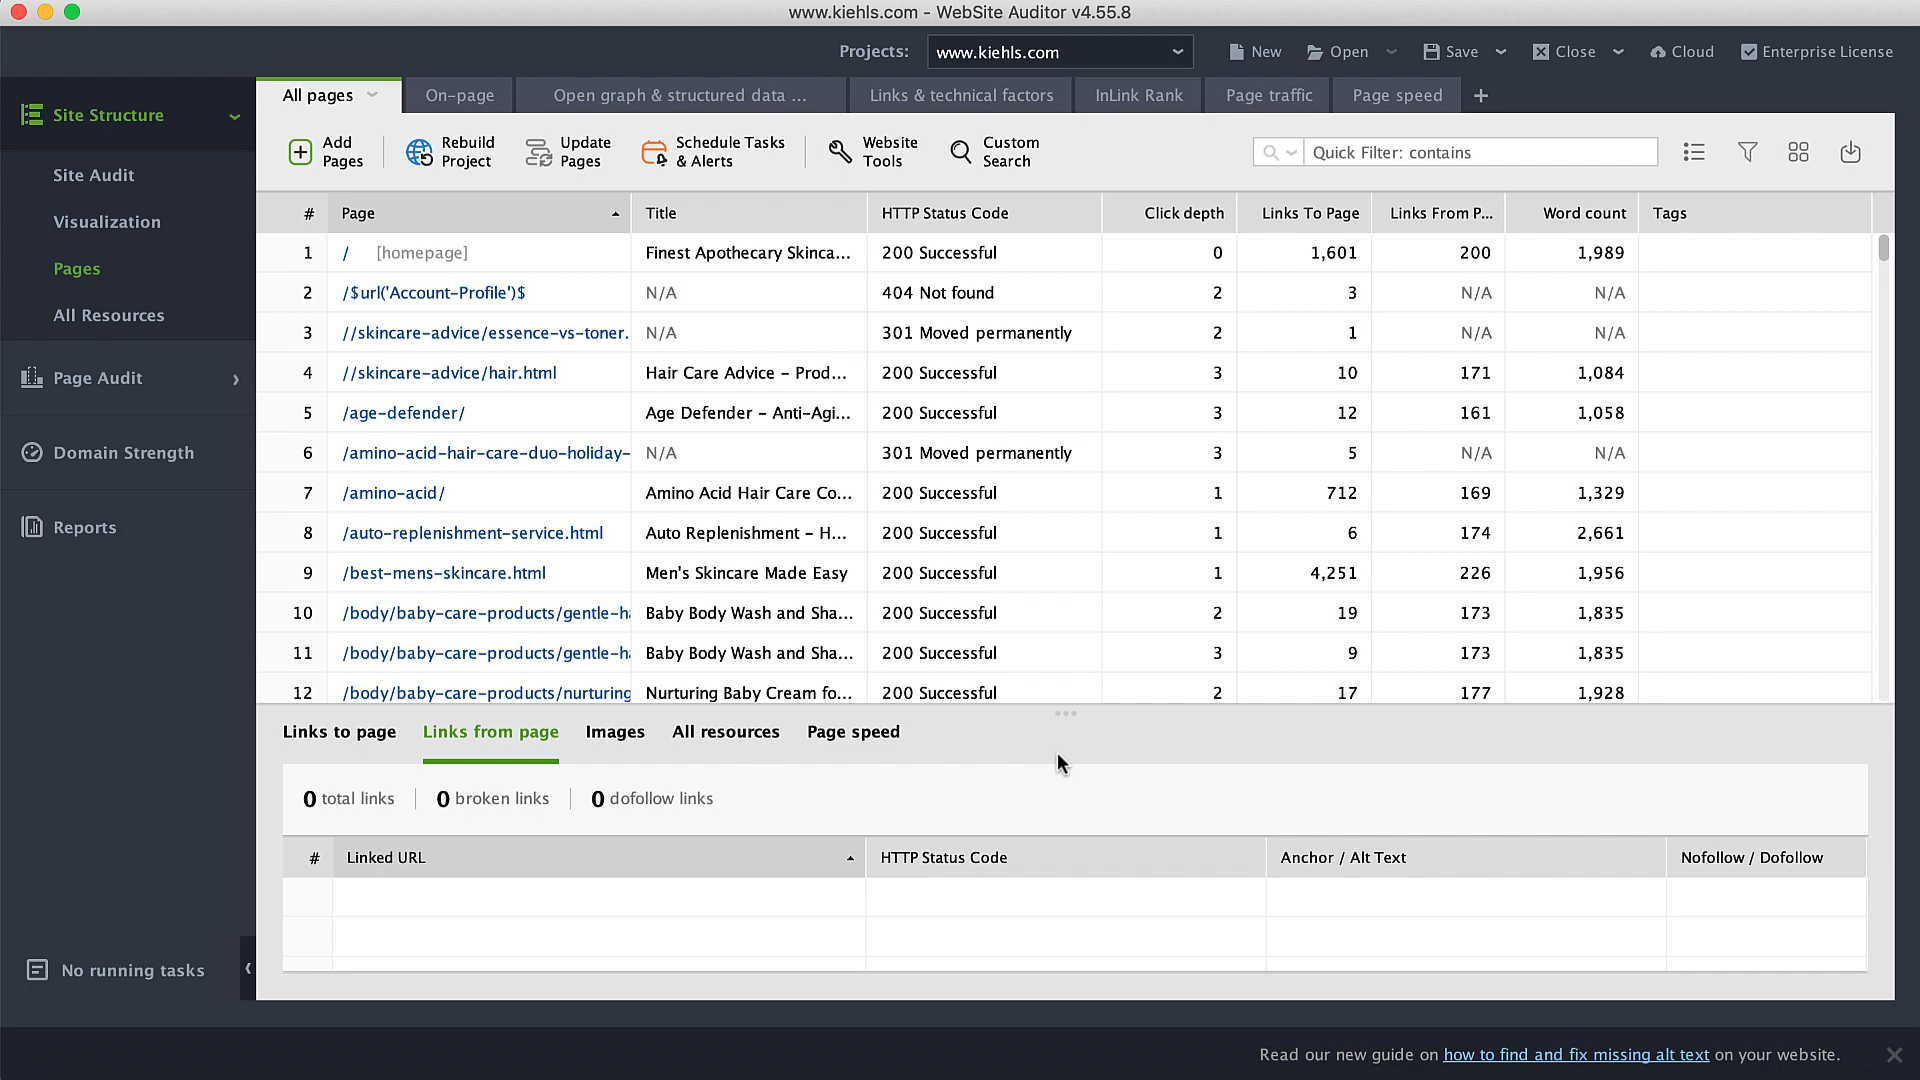 www.kiehls.com - WebSite Auditor v4.55.8
Projects: www.kiehls.com New Open Save Close Cloud Enterprise License
Site Structure
Site Audit
Visualization
Pages
All Resources
Page Audit
Domain Strength
Reports
No running tasks
All pages On-page Open graph & structured data ... Links & technical factors InLink Rank Page traffic Page speed +
Add Pages
Rebuild Project
Update Pages
Schedule Tasks & Alerts
Website Tools
Custom Search
Quick Filter: contains
# Page Title HTTP Status Code Click depth Links To Page Links From P... Word count Tags
1 / [homepage] Finest Apothecary Skinca... 200 Successful 0 1,601 200 1,989
2 /$url('Account-Profile')$ N/A 404 Not found 2 3 N/A N/A
3 //skincare-advice/essence-vs-toner. N/A 301 Moved permanently 2 1 N/A N/A
4 //skincare-advice/hair.html Hair Care Advice – Prod... 200 Successful 3 10 171 1,084
5 /age-defender/ Age Defender – Anti-Agi... 200 Successful 3 12 161 1,058
6 /amino-acid-hair-care-duo-holiday- N/A 301 Moved permanently 3 5 N/A N/A
7 /amino-acid/ Amino Acid Hair Care Co... 200 Successful 1 712 169 1,329
8 /auto-replenishment-service.html Auto Replenishment – H... 200 Successful 1 6 174 2,661
9 /best-mens-skincare.html Men's Skincare Made Easy 200 Successful 1 4,251 226 1,956
10 /body/baby-care-products/gentle-ha Baby Body Wash and Sha... 200 Successful 2 19 173 1,835
11 /body/baby-care-products/gentle-ha Baby Body Wash and Sha... 200 Successful 3 9 173 1,835
12 /body/baby-care-products/nurturing Nurturing Baby Cream fo... 200 Successful 2 17 177 1,928
Links to page Links from page Images All resources Page speed
0 total links 0 broken links 0 dofollow links
# Linked URL HTTP Status Code Anchor / Alt Text Nofollow / Dofollow
Read our new guide on how to find and fix missing alt text on your website.